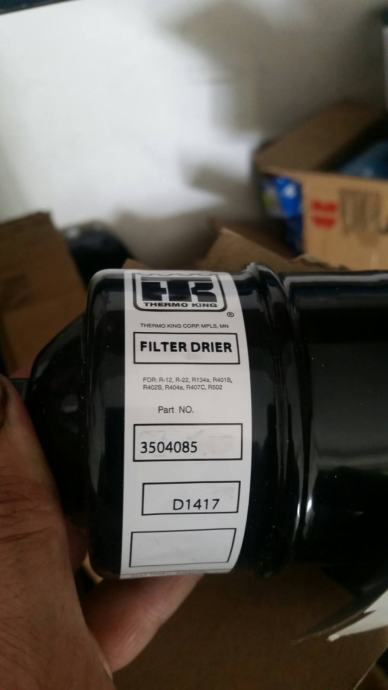 TK
THERMO KING
®
THERMO KING CORP. MPLS, MN
FILTER DRIER
FOR: R-12, R-22, R134a, R401B,
R402B, R404a, R407C, R502
Part NO.
3504085
D1417